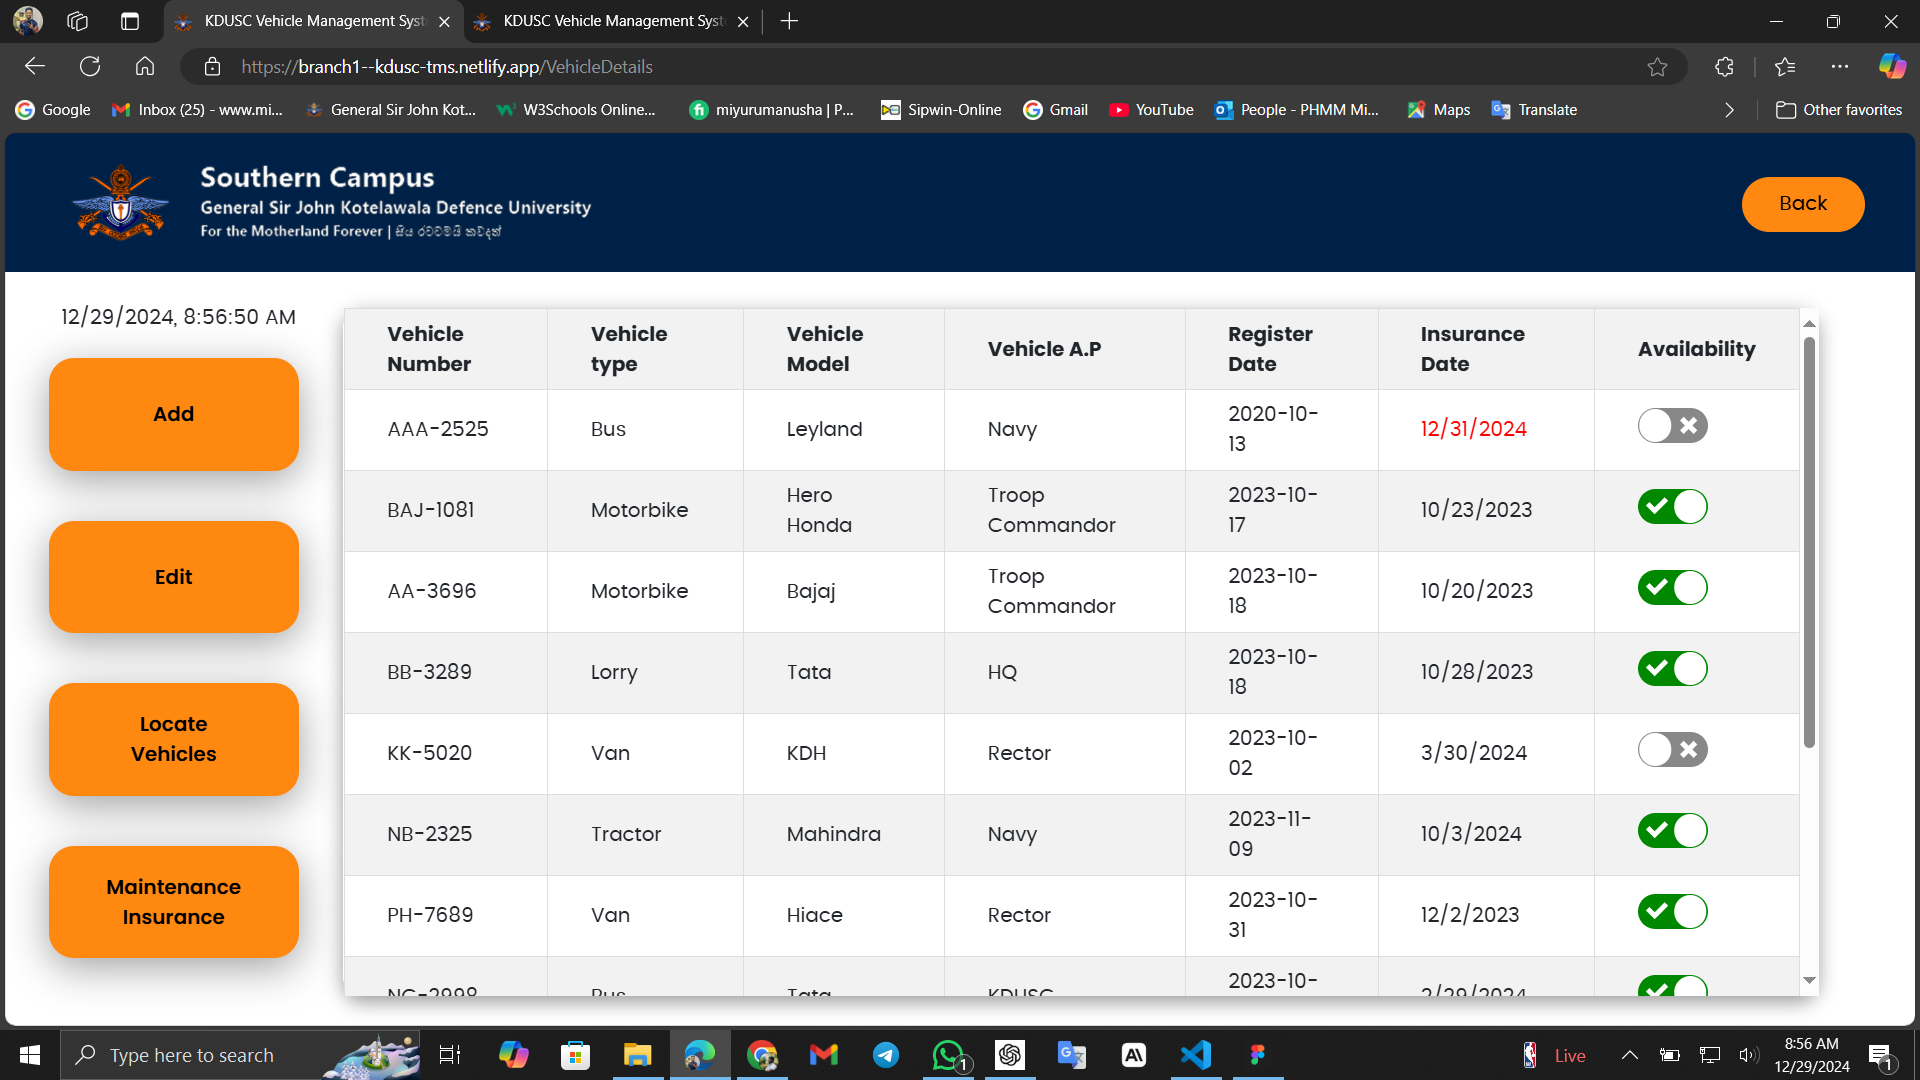 KDUSC Vehicle Management Syst
KDUSC Vehicle Management Syst
https://branch1--kdusc-tms.netlify.app/VehicleDetails
Google
Inbox (25) - www.mi...
General Sir John Kot...
W3Schools Online...
miyurumanusha | P...
Sipwin-Online
Gmail
YouTube
People - PHMM Mi...
Maps
Translate
Other favorites
Southern Campus
General Sir John Kotelawala Defence University
For the Motherland Forever |
Back
12/29/2024, 8:56:50 AM
Add
Edit
Locate
Vehicles
Maintenance
Insurance
Vehicle Number Vehicle type Vehicle Model Vehicle A.P Register Date Insurance Date Availability
AAA-2525 Bus Leyland Navy 2020-10-13 12/31/2024
BAJ-1081 Motorbike Hero Honda Troop Commandor 2023-10-17 10/23/2023
AA-3696 Motorbike Bajaj Troop Commandor 2023-10-18 10/20/2023
BB-3289 Lorry Tata HQ 2023-10-18 10/28/2023
KK-5020 Van KDH Rector 2023-10-02 3/30/2024
NB-2325 Tractor Mahindra Navy 2023-11-09 10/3/2024
PH-7689 Van Hiace Rector 2023-10-31 12/2/2023
Bus Tata KDUSC 2023-10- 2/29/2024
Type here to search
1
Live
8:56 AM
12/29/2024
1